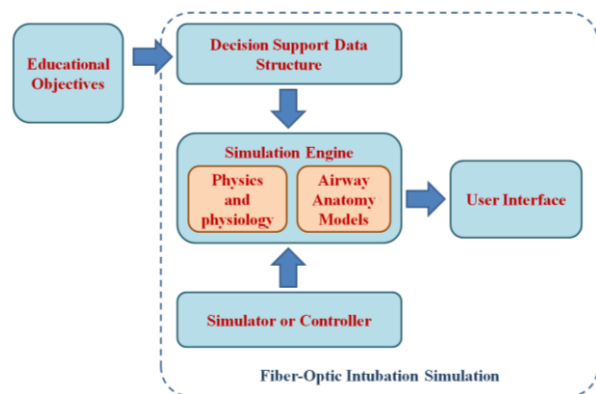 Educational
Objectives
Decision Support Data
Structure
Simulation Engine
Physics
and
physiology
Airway
Anatomy
Models
User Interface
Simulator or Controller
Fiber-Optic Intubation Simulation